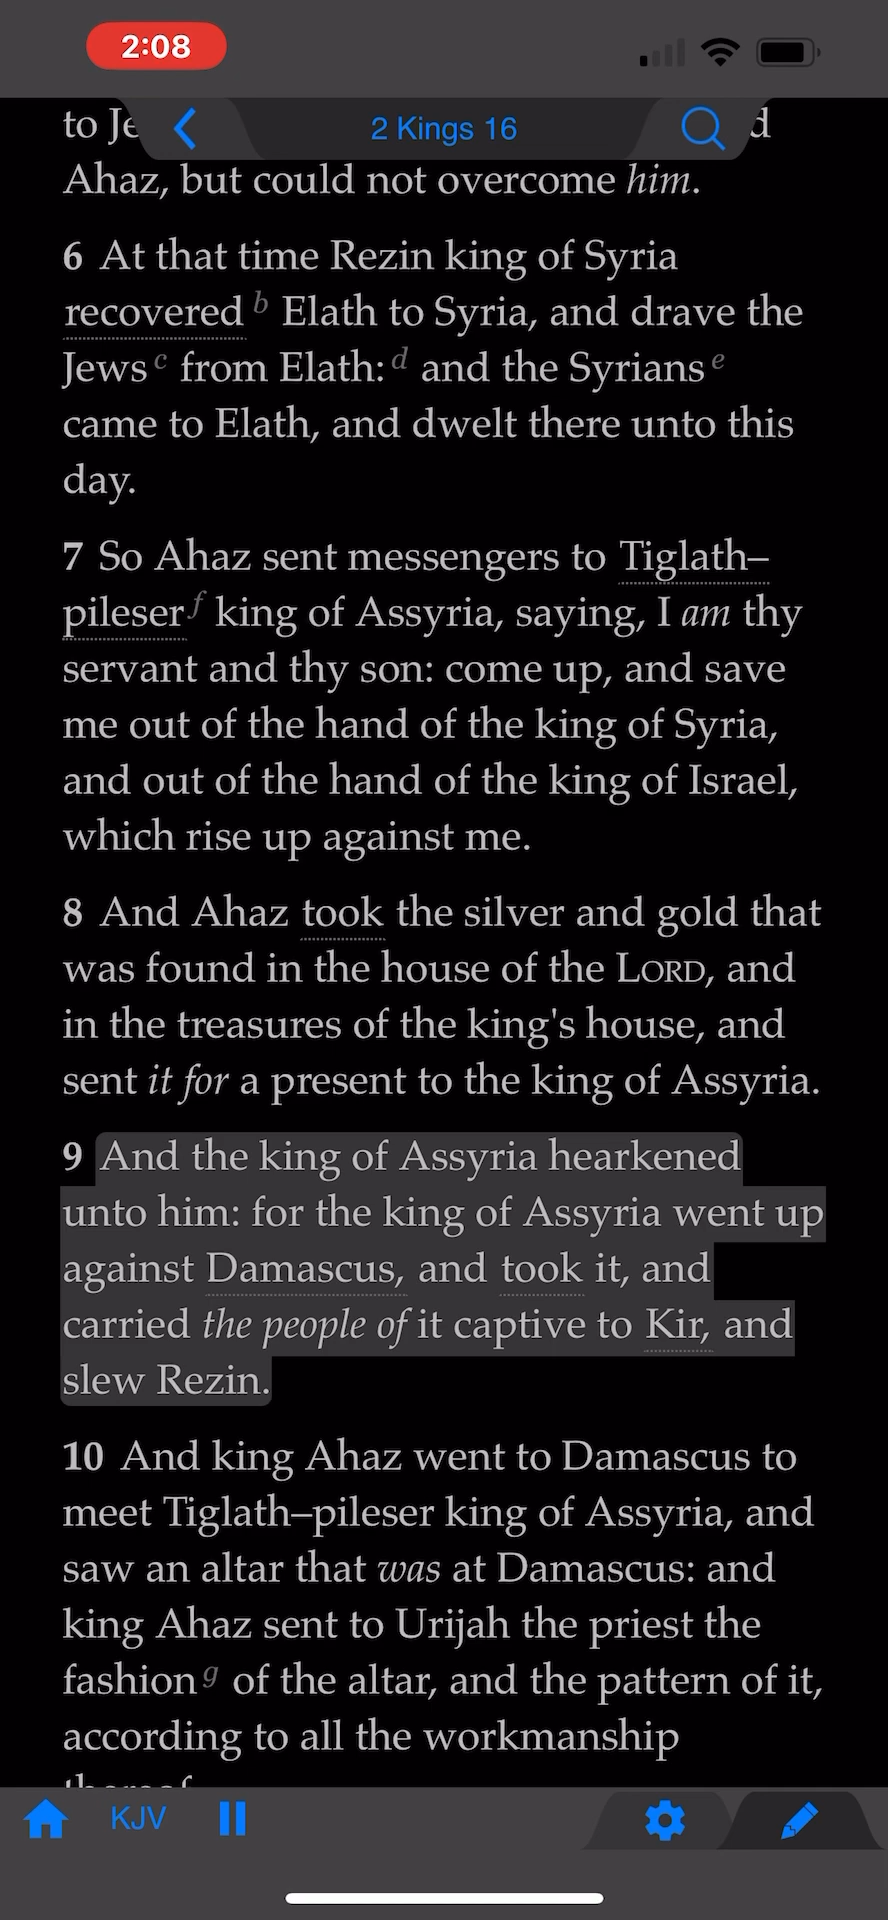 2:08
to Je
2 Kings 16
d
Ahaz, but could not overcome him.
6 At that time Rezin king of Syria
recovered b Elath to Syria, and drave the
Jews c from Elath: d and the Syrians e
came to Elath, and dwelt there unto this
day.
7 So Ahaz sent messengers to Tiglath–
pileser f king of Assyria, saying, I am thy
servant and thy son: come up, and save
me out of the hand of the king of Syria,
and out of the hand of the king of Israel,
which rise up against me.
8 And Ahaz took the silver and gold that
was found in the house of the LORD, and
in the treasures of the king's house, and
sent it for a present to the king of Assyria.
9 And the king of Assyria hearkened
unto him: for the king of Assyria went up
against Damascus, and took it, and
carried the people of it captive to Kir, and
slew Rezin.
10 And king Ahaz went to Damascus to
meet Tiglath–pileser king of Assyria, and
saw an altar that was at Damascus: and
king Ahaz sent to Urijah the priest the
fashion g of the altar, and the pattern of it,
according to all the workmanship
KJV